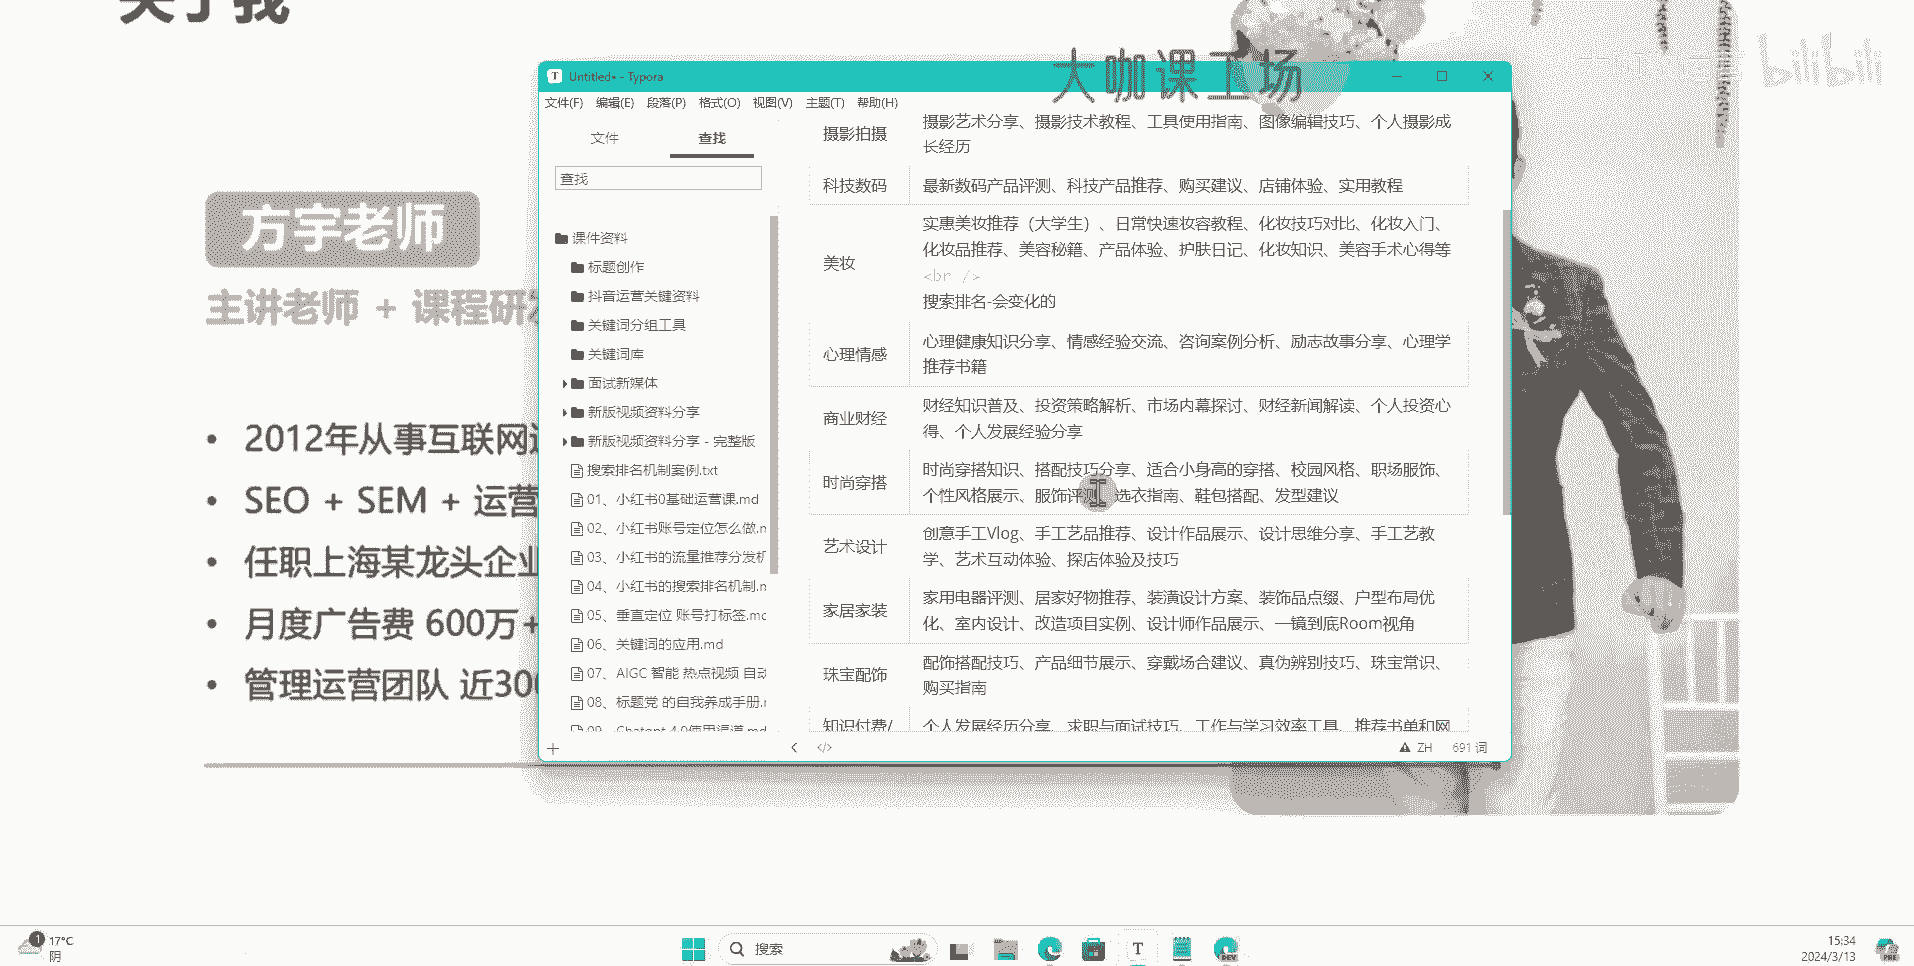 关于我
大咖课工场
bilibili
方宇老师
主讲老师 + 课程研发
2012年从事互联网运
SEO + SEM + 运营
任职上海某龙头企业
月度广告费 600万+
管理运营团队 近300
Untitled• - Typora
文件(F) 编辑(E) 段落(P) 格式(O) 视图(V) 主题(T) 帮助(H)
文件 查找
查找
课件资料
标题创作
抖音运营关键资料
关键词分组工具
关键词库
面试新媒体
新版视频资料分享
新版视频资料分享 - 完整版
搜索排名机制案例.txt
01、小红书0基础运营课.md
02、小红书账号定位怎么做.m
03、小红书的流量推荐分发机
04、小红书的搜索排名机制.m
05、垂直定位 账号打标签.md
06、关键词的应用.md
07、AIGC 智能 热点视频 自动
08、标题党 的自我养成手册.m
09、Chatgpt 4.0使用渠道.md
摄影拍摄
摄影艺术分享、摄影技术教程、工具使用指南、图像编辑技巧、个人摄影成
长经历
科技数码
最新数码产品评测、科技产品推荐、购买建议、店铺体验、实用教程
美妆
实惠美妆推荐（大学生）、日常快速妆容教程、化妆技巧对比、化妆入门、
化妆品推荐、美容秘籍、产品体验、护肤日记、化妆知识、美容手术心得等
<br />
搜索排名-会变化的
心理情感
心理健康知识分享、情感经验交流、咨询案例分析、励志故事分享、心理学
推荐书籍
商业财经
财经知识普及、投资策略解析、市场内幕探讨、财经新闻解读、个人投资心
得、个人发展经验分享
时尚穿搭
时尚穿搭知识、搭配技巧分享、适合小身高的穿搭、校园风格、职场服饰、
个性风格展示、服饰评测、选衣指南、鞋包搭配、发型建议
艺术设计
创意手工Vlog、手工艺品推荐、设计作品展示、设计思维分享、手工艺教
学、艺术互动体验、探店体验及技巧
家居家装
家用电器评测、居家好物推荐、装潢设计方案、装饰品点缀、户型布局优
化、室内设计、改造项目实例、设计师作品展示、一镜到底Room视角
珠宝配饰
配饰搭配技巧、产品细节展示、穿戴场合建议、真伪辨别技巧、珠宝常识、
购买指南
知识付费/
个人发展经历分享、求职与面试技巧、工作与学习效率工具、推荐书单和网
ZH 691 词
1 17°C
阴
搜索
DEV
15:34
2024/3/13
PRE